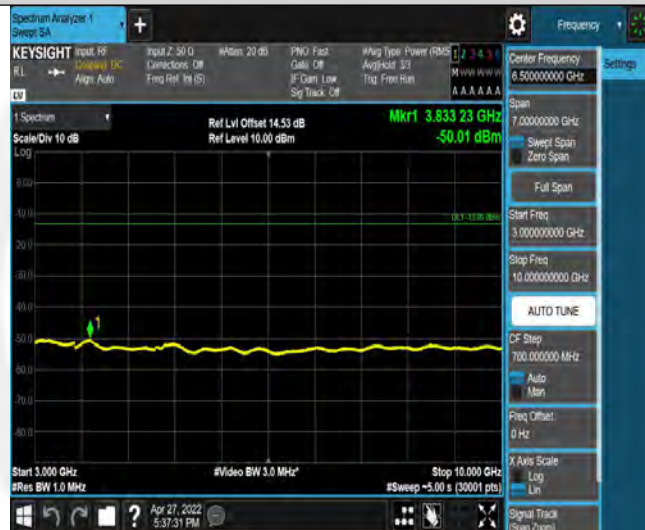 Spectrum Analyzer 1
Swept SA
+
Frequency
KEYSIGHT
Input: RF
Input Z: 50 Ω
#Atten: 20 dB
PNO: Fast
#Avg Type: Power (RMS
1 2 3 4 5 6
RL
Coupling: DC
Corrections: Off
Gate: Off
Avg|Hold: 3/3
M W W W W W
Align: Auto
Freq Ref: Int (S)
IF Gain: Low
Trig: Free Run
Sig Track: Off
A A A A A A
LVI
1 Spectrum
Ref Lvl Offset 14.53 dB
Mkr1 3.833 23 GHz
Scale/Div 10 dB
Ref Level 10.00 dBm
-50.01 dBm
Log
0.00
-10.0
-20.0
-30.0
-40.0
-50.0
-60.0
-70.0
-80.0
1
Start 3.000 GHz
#Video BW 3.0 MHz*
Stop 10.000 GHz
#Res BW 1.0 MHz
#Sweep ~5.00 s (30001 pts)
?
Apr 27, 2022
5:37:31 PM
Center Frequency
6.500000000 GHz
Settings
Span
7.00000000 GHz
Swept Span
Zero Span
Full Span
Start Freq
3.000000000 GHz
Stop Freq
10.000000000 GHz
AUTO TUNE
CF Step
700.000000 MHz
Auto
Man
Freq Offset
0 Hz
X Axis Scale
Log
Lin
Signal Track
(Span Zoom)